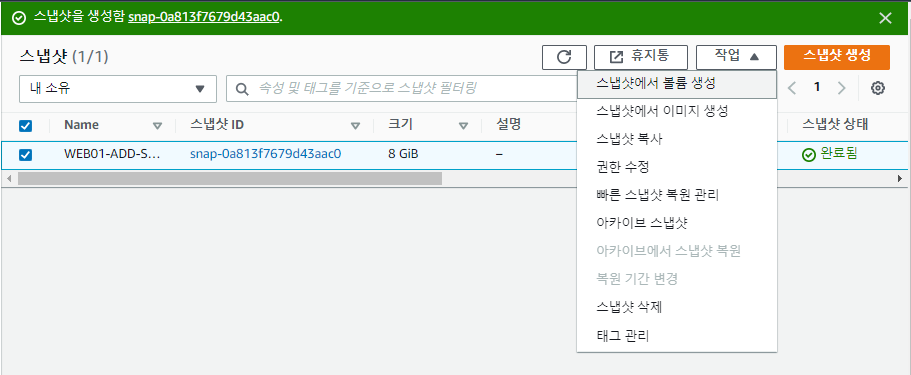 스냅샷을 생성함 snap-0a813f7679d43aac0.
스냅샷 (1/1)
휴지통
작업
스냅샷 생성
내 소유
속성 및 태그를 기준으로 스냅샷 필터링
1
Name
스냅샷 ID
크기
설명
스냅샷 상태
WEB01-ADD-S...
snap-0a813f7679d43aac0
8 GiB
–
완료됨
스냅샷에서 볼륨 생성
스냅샷에서 이미지 생성
스냅샷 복사
권한 수정
빠른 스냅샷 복원 관리
아카이브 스냅샷
아카이브에서 스냅샷 복원
복원 기간 변경
스냅샷 삭제
태그 관리